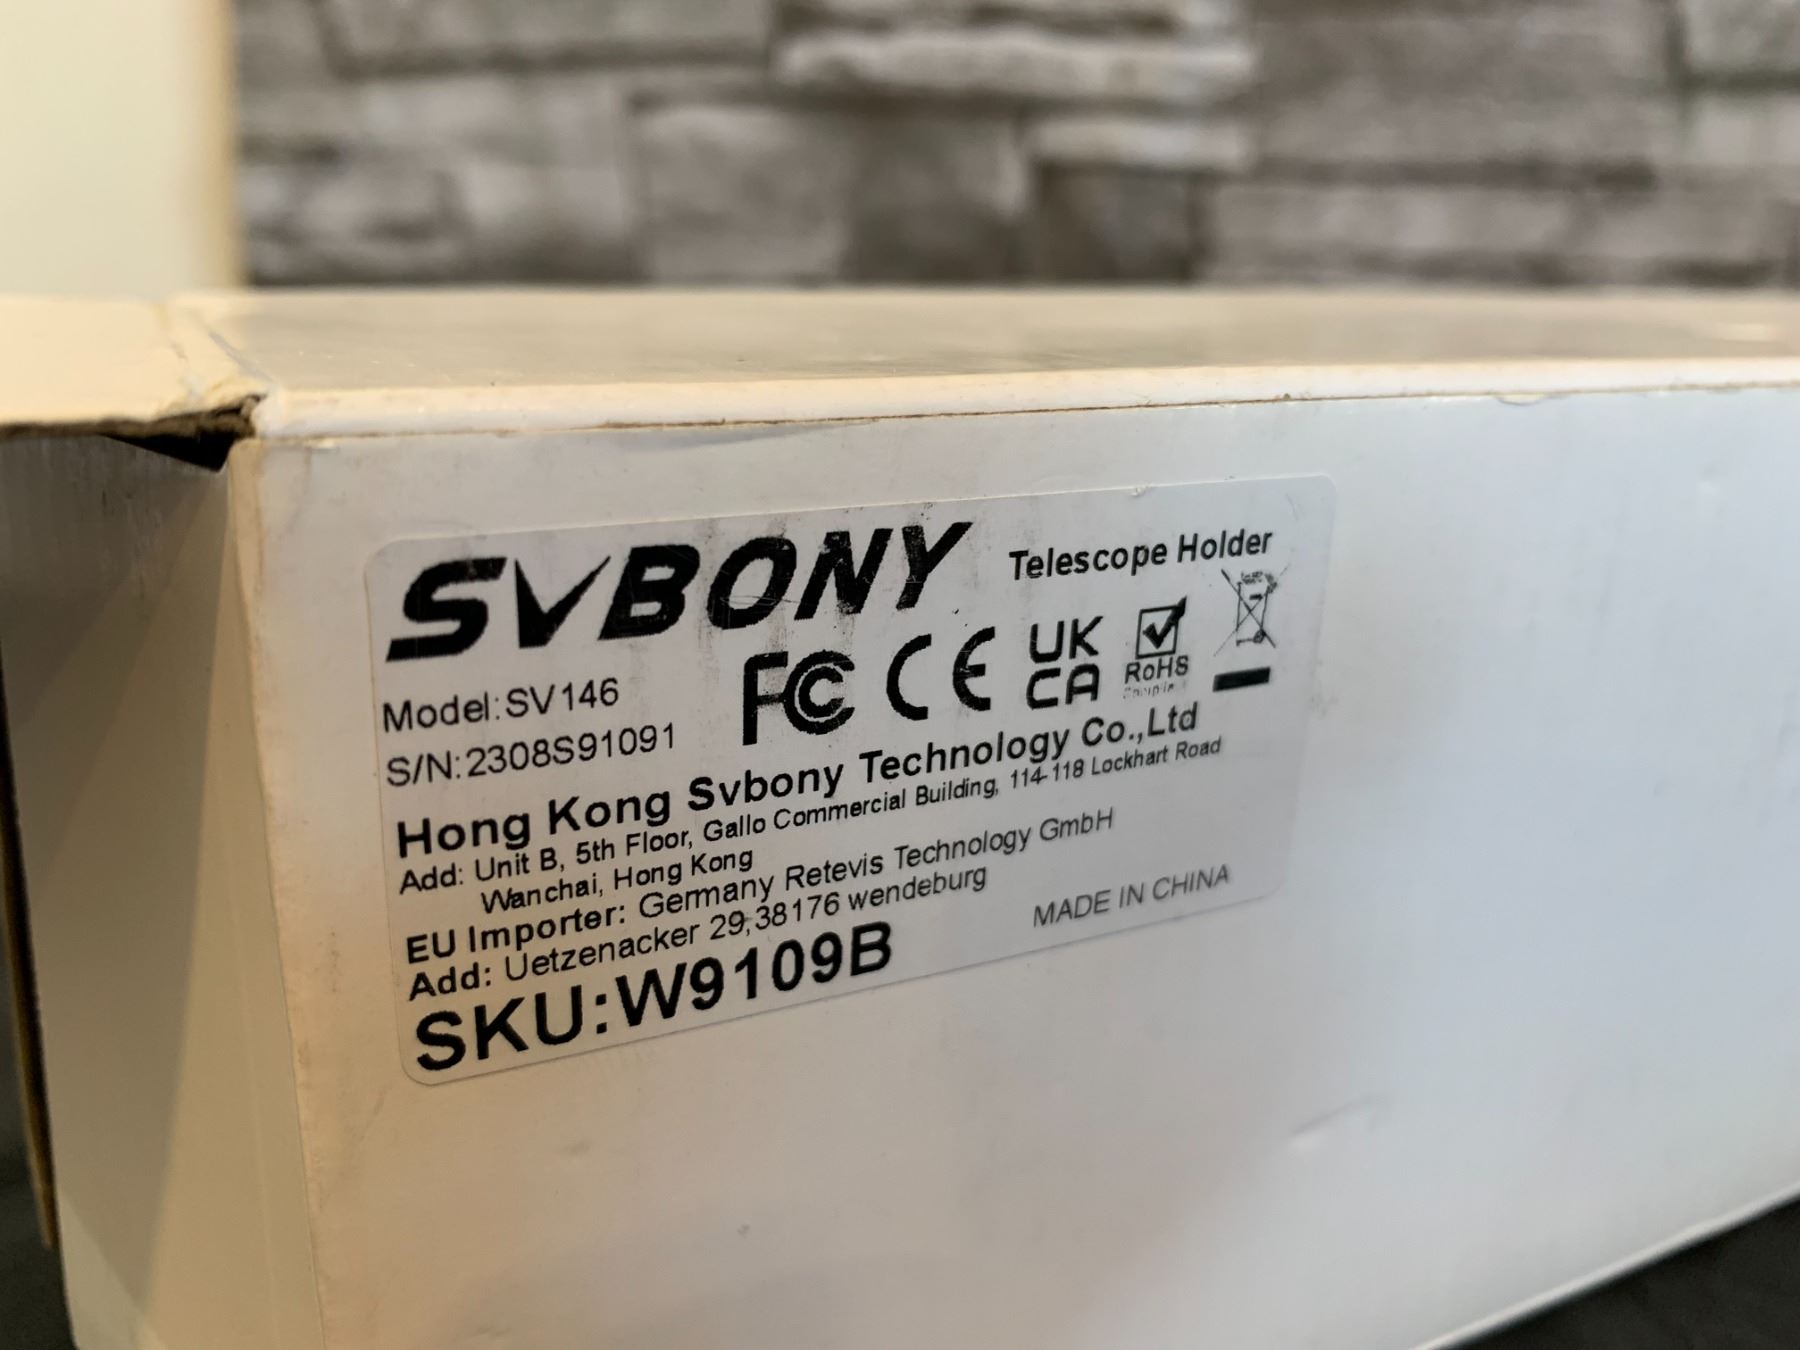 SVBONY
Telescope Holder
FC CE UK CA RoHS
Model:SV146
S/N:2308S91091
Hong Kong Svbony Technology Co.,Ltd
Add: Unit B, 5th Floor, Gallo Commercial Building, 114-118 Lockhart Road
Wanchai, Hong Kong
EU Importer: Germany Retevis Technology GmbH
Add: Uetzenacker 29,38176 wendeburg
SKU:W9109B
MADE IN CHINA